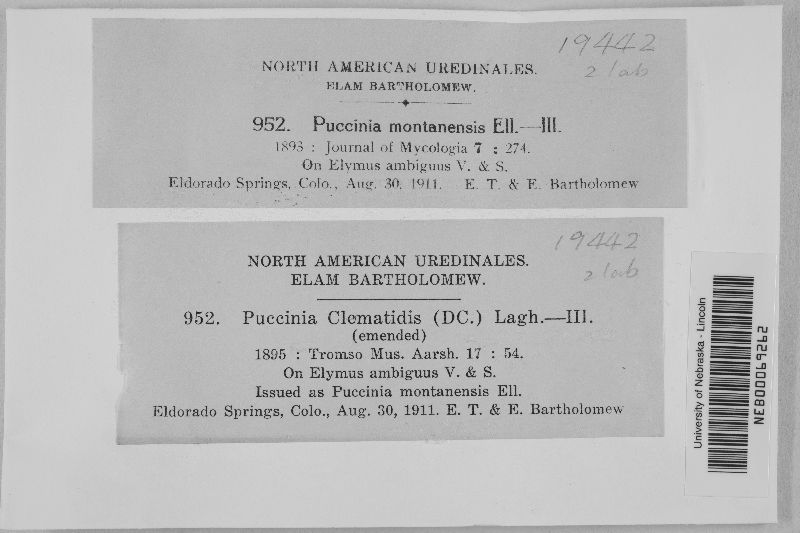 19442
2 lab
NORTH AMERICAN UREDINALES.
ELAM BARTHOLOMEW.
952. Puccinia montanensis Ell.—III.
1893 : Journal of Mycologia 7 : 274.
On Elymus ambiguus V. & S.
Eldorado Springs, Colo., Aug. 30, 1911. E. T. & E. Bartholomew
19442
2 lab
NORTH AMERICAN UREDINALES.
ELAM BARTHOLOMEW.
952. Puccinia Clematidis (DC.) Lagh.—III.
(emended)
1895 : Tromso Mus. Aarsh. 17 : 54.
On Elymus ambiguus V. & S.
Issued as Puccinia montanensis Ell.
Eldorado Springs, Colo., Aug. 30, 1911. E. T. & E. Bartholomew
University of Nebraska - Lincoln
NEB00069262